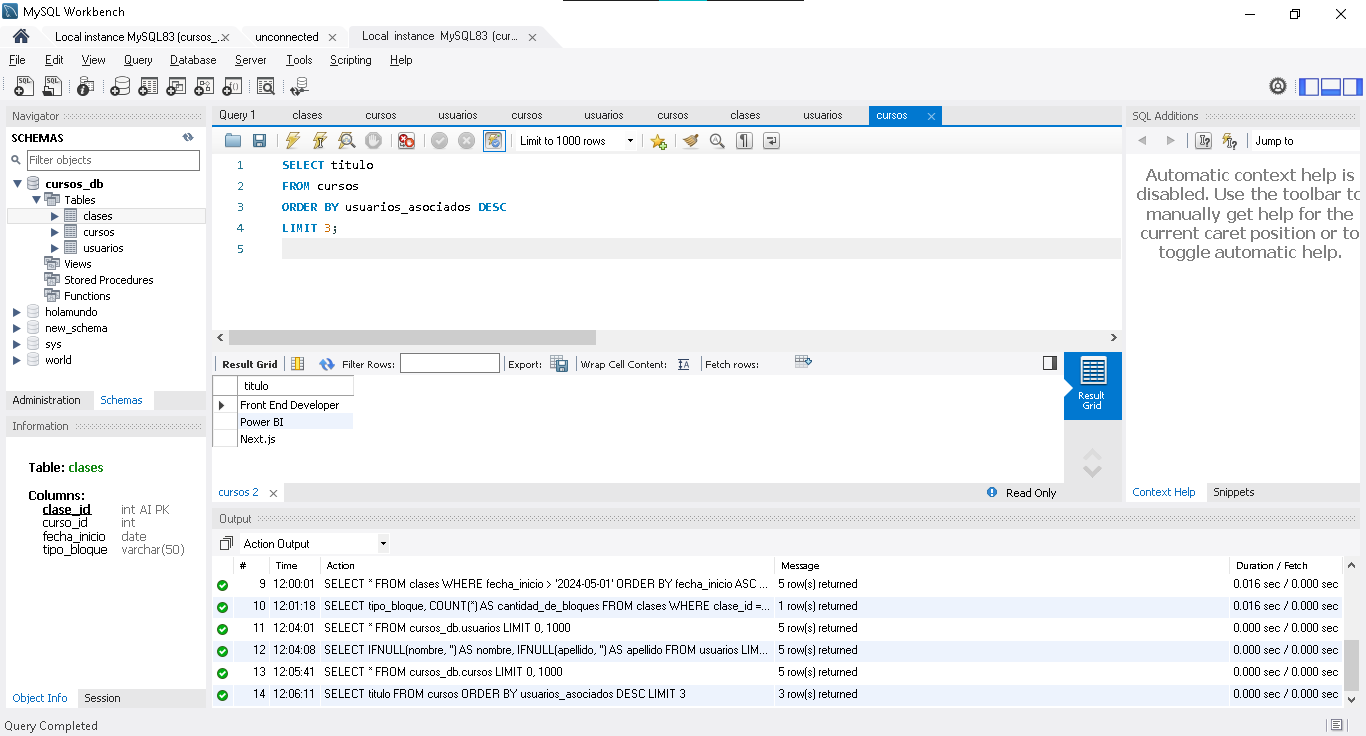 MySQL Workbench
Local instance MySQL83 (cursos_... unconnected Local instance MySQL83 (cur...
File Edit View Query Database Server Tools Scripting Help
Navigator
SCHEMAS
Filter objects
cursos_db
Tables
clases
cursos
usuarios
Views
Stored Procedures
Functions
holamundo
new_schema
sys
world
Administration Schemas
Information
Table: clases
Columns:
clase_id int AI PK
curso_id int
fecha_inicio date
tipo_bloque varchar(50)
Object Info Session
Query 1 clases cursos usuarios cursos usuarios cursos clases usuarios cursos
Limit to 1000 rows
1 SELECT titulo
2 FROM cursos
3 ORDER BY usuarios_asociados DESC
4 LIMIT 3;
5
Result Grid Filter Rows: Export: Wrap Cell Content: Fetch rows:
titulo
Front End Developer
Power BI
Next.js
Result
Grid
cursos 2 Read Only
SQL Additions
Jump to
Automatic context help is
disabled. Use the toolbar to
manually get help for the
current caret position or to
toggle automatic help.
Context Help Snippets
Output
Action Output
# Time Action Message Duration / Fetch
9 12:00:01 SELECT * FROM clases WHERE fecha_inicio > '2024-05-01' ORDER BY fecha_inicio ASC ... 5 row(s) returned 0.016 sec / 0.000 sec
10 12:01:18 SELECT tipo_bloque, COUNT(*) AS cantidad_de_bloques FROM clases WHERE clase_id =... 1 row(s) returned 0.016 sec / 0.000 sec
11 12:04:01 SELECT * FROM cursos_db.usuarios LIMIT 0, 1000 5 row(s) returned 0.000 sec / 0.000 sec
12 12:04:08 SELECT IFNULL(nombre, '') AS nombre, IFNULL(apellido, '') AS apellido FROM usuarios LIM... 5 row(s) returned 0.000 sec / 0.000 sec
13 12:05:41 SELECT * FROM cursos_db.cursos LIMIT 0, 1000 5 row(s) returned 0.000 sec / 0.000 sec
14 12:06:11 SELECT titulo FROM cursos ORDER BY usuarios_asociados DESC LIMIT 3 3 row(s) returned 0.000 sec / 0.000 sec
Query Completed